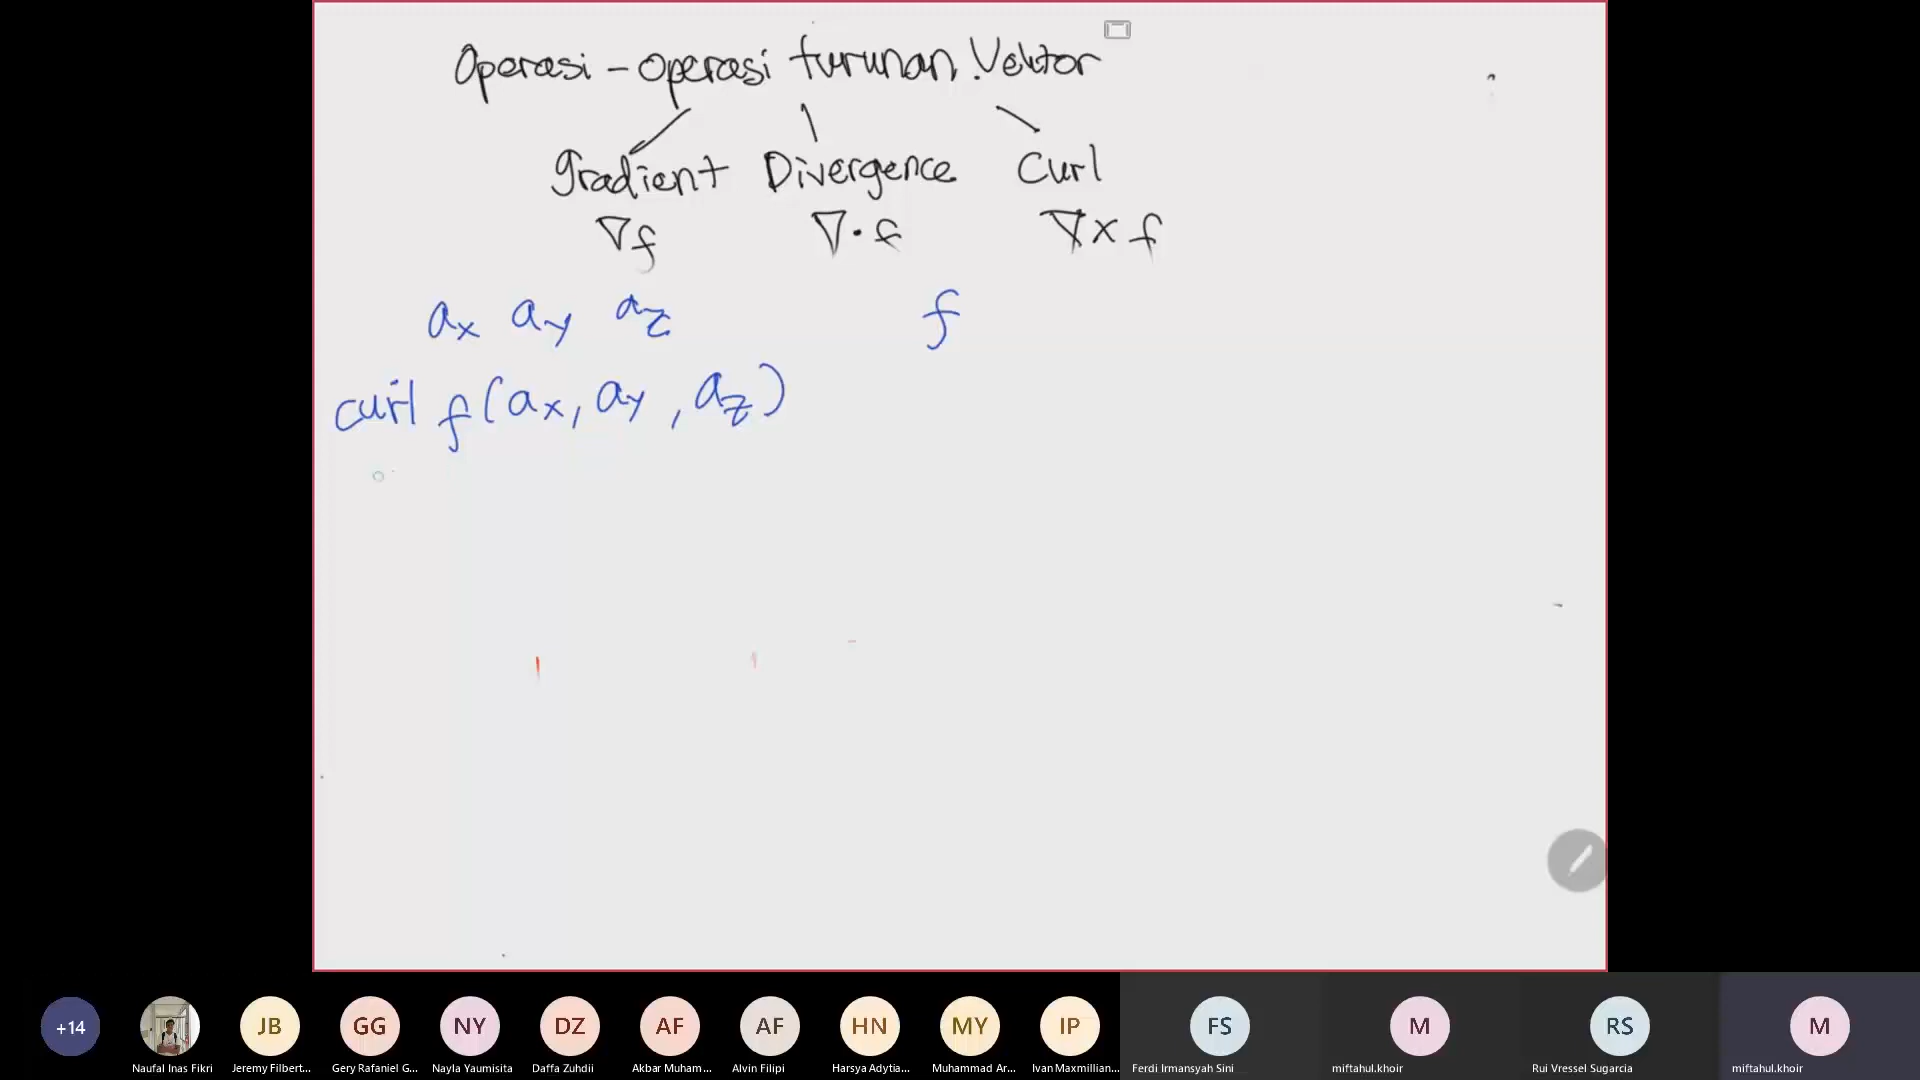 Operasi - operasi turunan Vektor
Gradient Divergence Curl
∇f ∇·f ∇×f
ax ay az f
curl f(ax, ay, az)
+14 JB GG NY DZ AF AF HN MY IP FS M RS M
Naufal Inas Fikri Jeremy Filbert... Gery Rafaniel G... Nayla Yaumisita Daffa Zuhdii Akbar Muham... Alvin Filipi Harsya Adytia... Muhammad Ar... Ivan Maxmillian... Ferdi Irmansyah Sini miftahul.khoir Rui Vressel Sugarcia miftahul.khoir